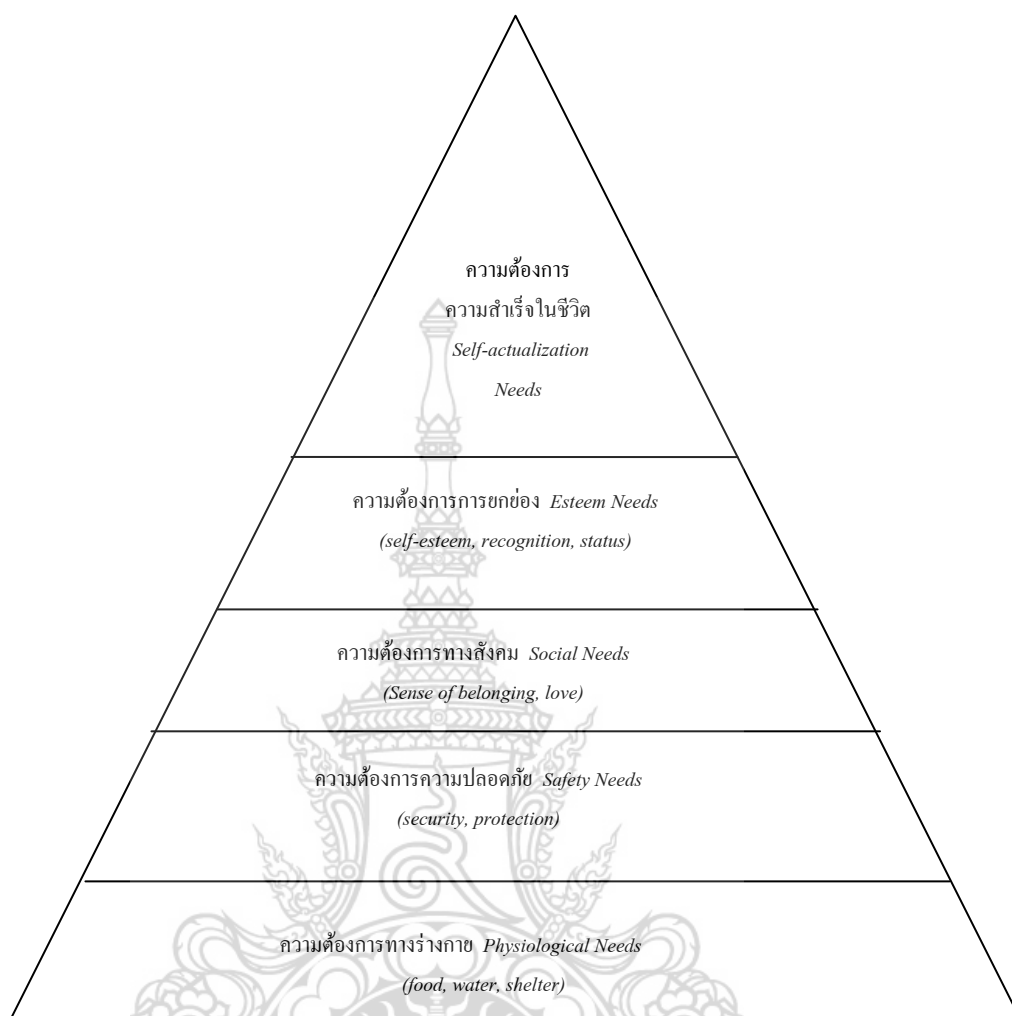 ความต้องการ
ความสำเร็จในชีวิต
Self-actualization
Needs
ความต้องการการยกย่อง Esteem Needs
(self-esteem, recognition, status)
ความต้องการทางสังคม Social Needs
(Sense of belonging, love)
ความต้องการความปลอดภัย Safety Needs
(security, protection)
ความต้องการทางร่างกาย Physiological Needs
(food, water, shelter)